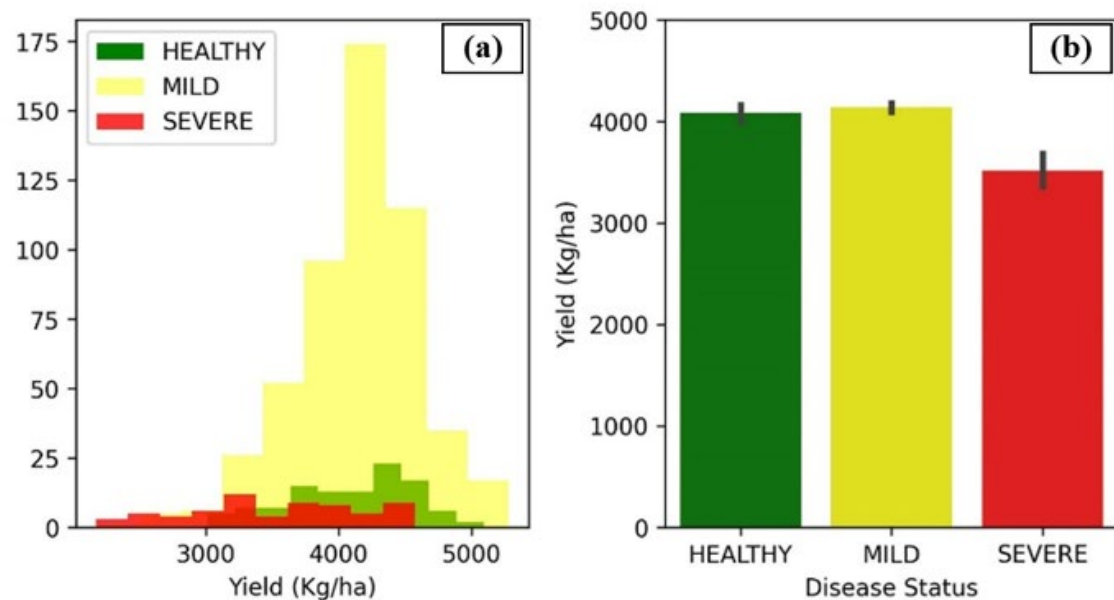 (a)
HEALTHY
MILD
SEVERE
175
150
125
100
75
50
25
0
3000 4000 5000
Yield (Kg/ha)
(b)
Yield (Kg/ha)
5000
4000
3000
2000
1000
0
HEALTHY MILD SEVERE
Disease Status